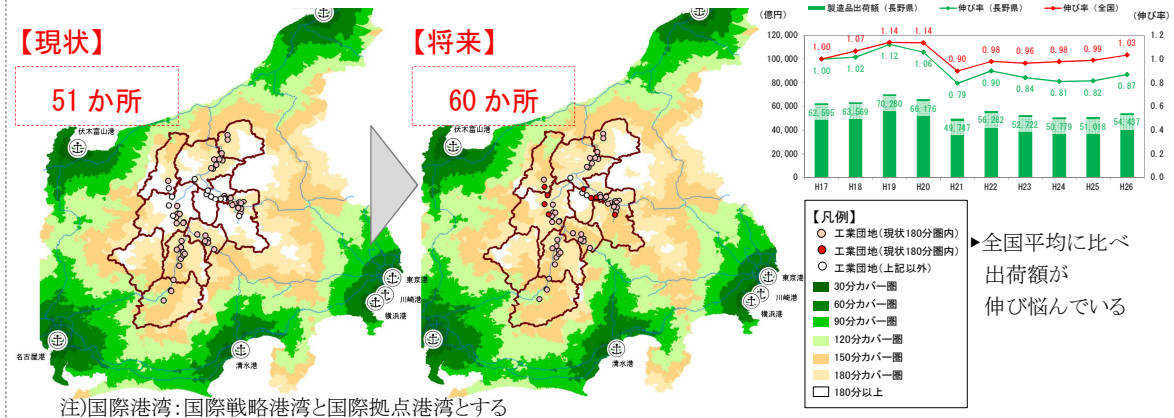 【現状】
51 か所
伏木富山港
名古屋港
清水港
東京港
川崎港
横浜港
【将来】
60 か所
伏木富山港
名古屋港
清水港
東京港
川崎港
横浜港
注)国際港湾：国際戦略港湾と国際拠点港湾とする
製造品出荷額（長野県）　伸び率（長野県）　伸び率（全国）
(億円)　(伸び率)
120,000
100,000
80,000
60,000
40,000
20,000
0
1.2
1.0
0.8
0.6
0.4
0.2
0.0
1.00 1.07 1.14 1.14 0.90 0.98 0.96 0.98 0.99 1.03
1.00 1.02 1.12 1.06 0.79 0.90 0.84 0.81 0.82 0.87
62,595 63,569 70,280 66,176 49,747 56,282 52,722 50,779 51,018 54,437
H17 H18 H19 H20 H21 H22 H23 H24 H25 H26
【凡例】
工業団地(現状180分圏内)
工業団地(現状180分圏内)
工業団地(上記以外)
30分カバー圏
60分カバー圏
90分カバー圏
120分カバー圏
150分カバー圏
180分カバー圏
180分以上
▶全国平均に比べ
出荷額が
伸び悩んでいる